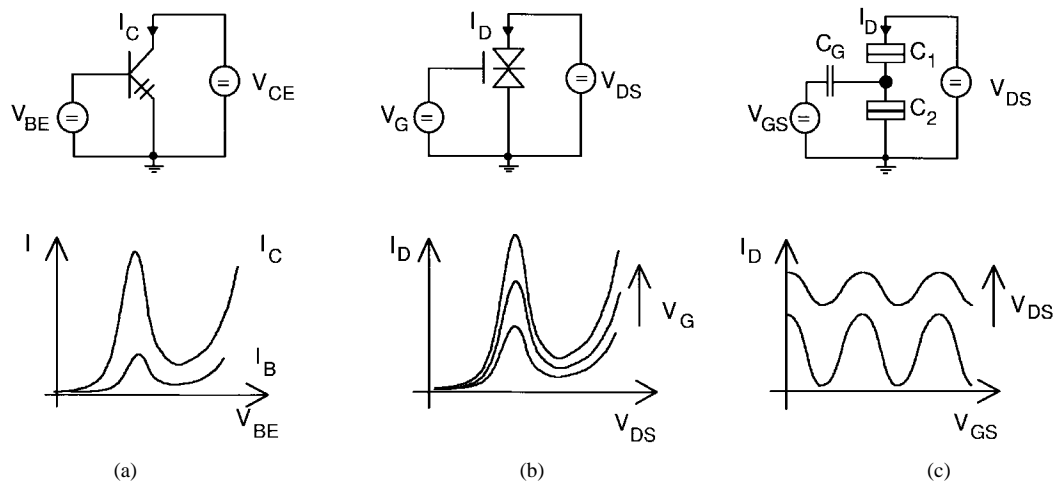 I_C
V_BE
=
=
V_CE
(a)
I
I_C
I_B
V_BE
I_D
V_G
=
=
V_DS
I_D
V_G
V_DS
(b)
I_D
C_G
C_1
C_2
V_GS
=
=
V_DS
I_D
V_DS
V_GS
(c)